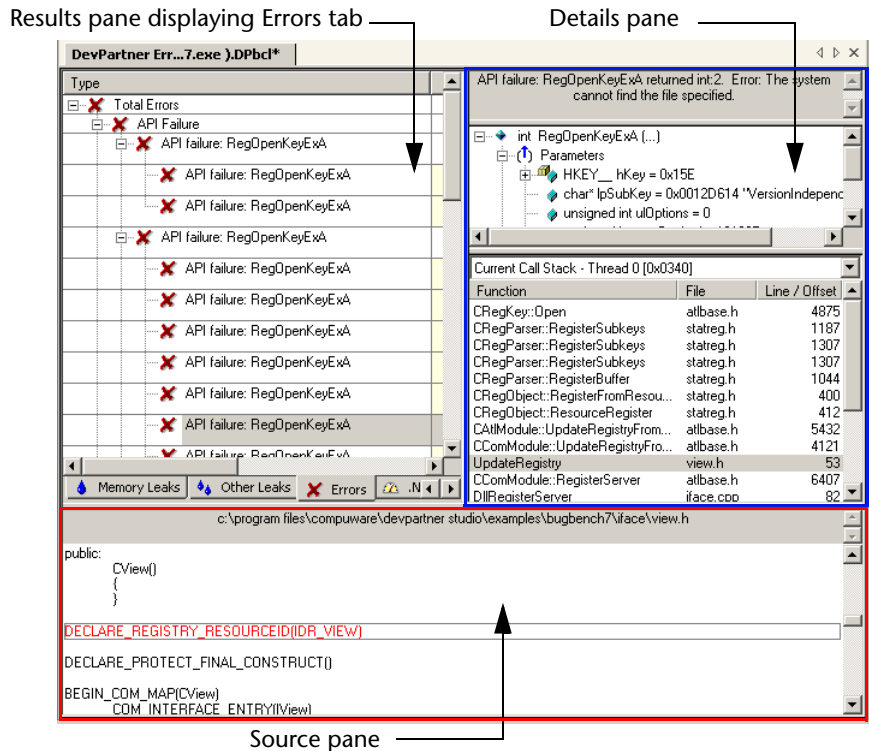 Results pane displaying Errors tab
Details pane
DevPartner Err...7.exe ).DPbcl*
Type
Total Errors
API Failure
API failure: RegOpenKeyExA
API failure: RegOpenKeyExA
API failure: RegOpenKeyExA
API failure: RegOpenKeyExA
API failure: RegOpenKeyExA
API failure: RegOpenKeyExA
API failure: RegOpenKeyExA
API failure: RegOpenKeyExA
API failure: RegOpenKeyExA
API failure: RegOpenKeyExA
API failure: RegOpenKeyExA
Memory Leaks
Other Leaks
Errors
.N
API failure: RegOpenKeyExA returned int:2. Error: The system
cannot find the file specified.
int RegOpenKeyExA (...)
Parameters
HKEY__ hKey = 0x15E
char* lpSubKey = 0x0012D614 "VersionIndepenc
unsigned int ulOptions = 0
Current Call Stack - Thread 0 [0x0340]
Function File Line / Offset
CRegKey::Open atlbase.h 4875
CRegParser::RegisterSubkeys statreg.h 1187
CRegParser::RegisterSubkeys statreg.h 1307
CRegParser::RegisterSubkeys statreg.h 1307
CRegParser::RegisterBuffer statreg.h 1044
CRegObject::RegisterFromResou... statreg.h 400
CRegObject::ResourceRegister statreg.h 412
CAtlModule::UpdateRegistryFrom... atlbase.h 5432
CComModule::UpdateRegistryFro... atlbase.h 4121
UpdateRegistry view.h 53
CComModule::RegisterServer atlbase.h 6407
DllRegisterServer iface.cpp 82
c:\program files\compuware\devpartner studio\examples\bugbench7\iface\view.h
public:
CView()
{
}
DECLARE_REGISTRY_RESOURCEID(IDR_VIEW)
DECLARE_PROTECT_FINAL_CONSTRUCT()
BEGIN_COM_MAP(CView)
COM_INTERFACE_ENTRY(IView)
Source pane